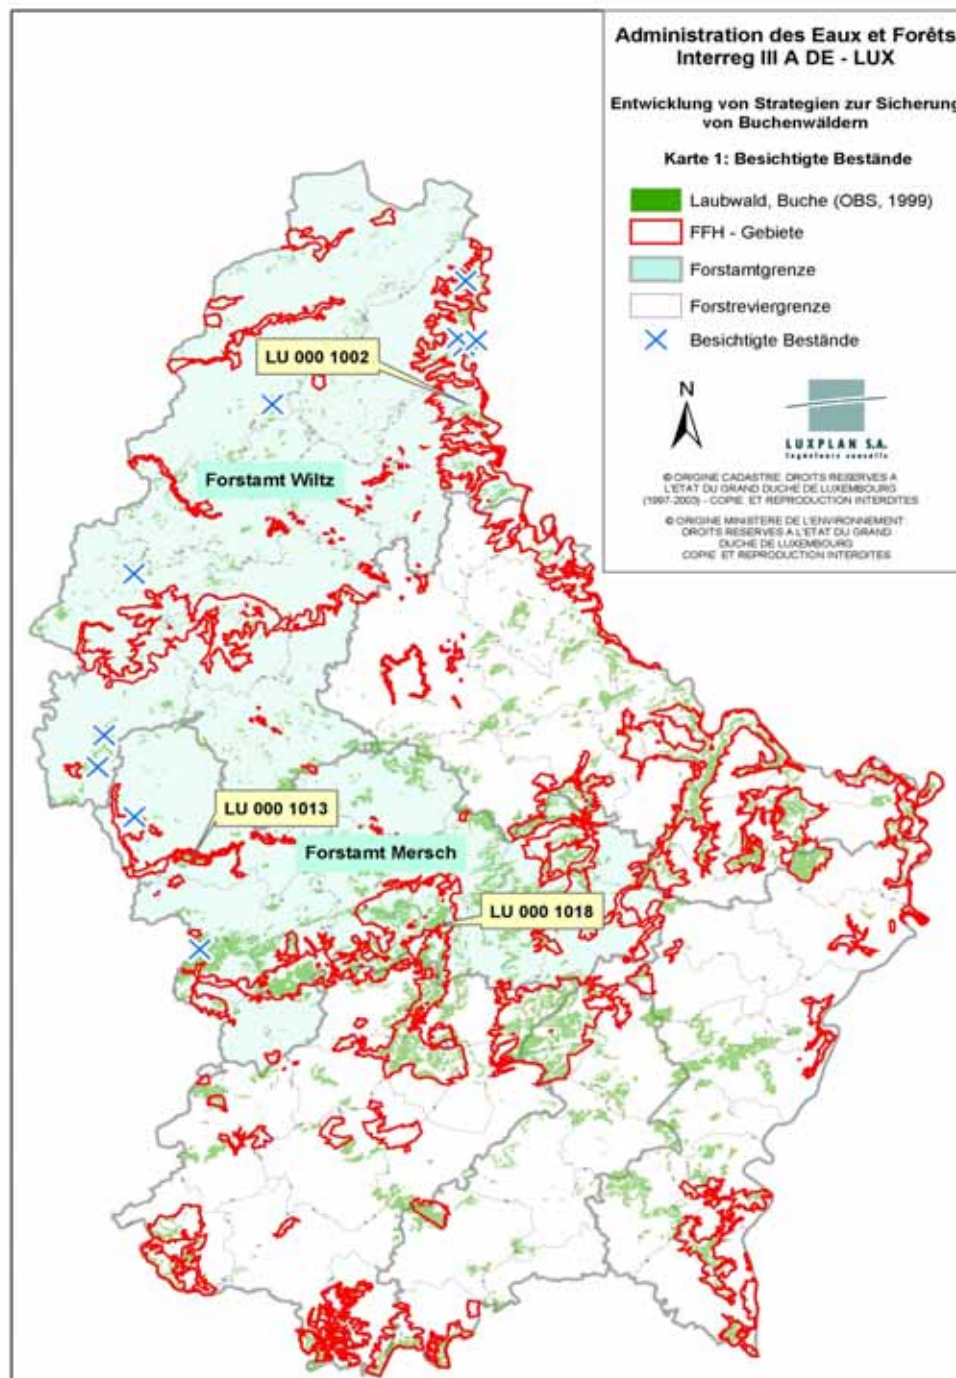 Administration des Eaux et Forêts
Interreg III A DE - LUX
Entwicklung von Strategien zur Sicherung
von Buchenwäldern
Karte 1: Besichtigte Bestände
Laubwald, Buche (OBS, 1999)
FFH - Gebiete
Forstamtgrenze
Forstreviergrenze
Besichtigte Bestände
N
LUXPLAN S.A.
Ingénieurs conseils
© ORIGINE CADASTRE: DROITS RESERVES A
L'ETAT DU GRAND DUCHE DE LUXEMBOURG
(1997-2000) - COPIE ET REPRODUCTION INTERDITES
© ORIGINE MINISTERE DE L'ENVIRONNEMENT:
DROITS RESERVES A L'ETAT DU GRAND
DUCHE DE LUXEMBOURG
COPIE ET REPRODUCTION INTERDITES
LU 000 1002
Forstamt Wiltz
LU 000 1013
Forstamt Mersch
LU 000 1018